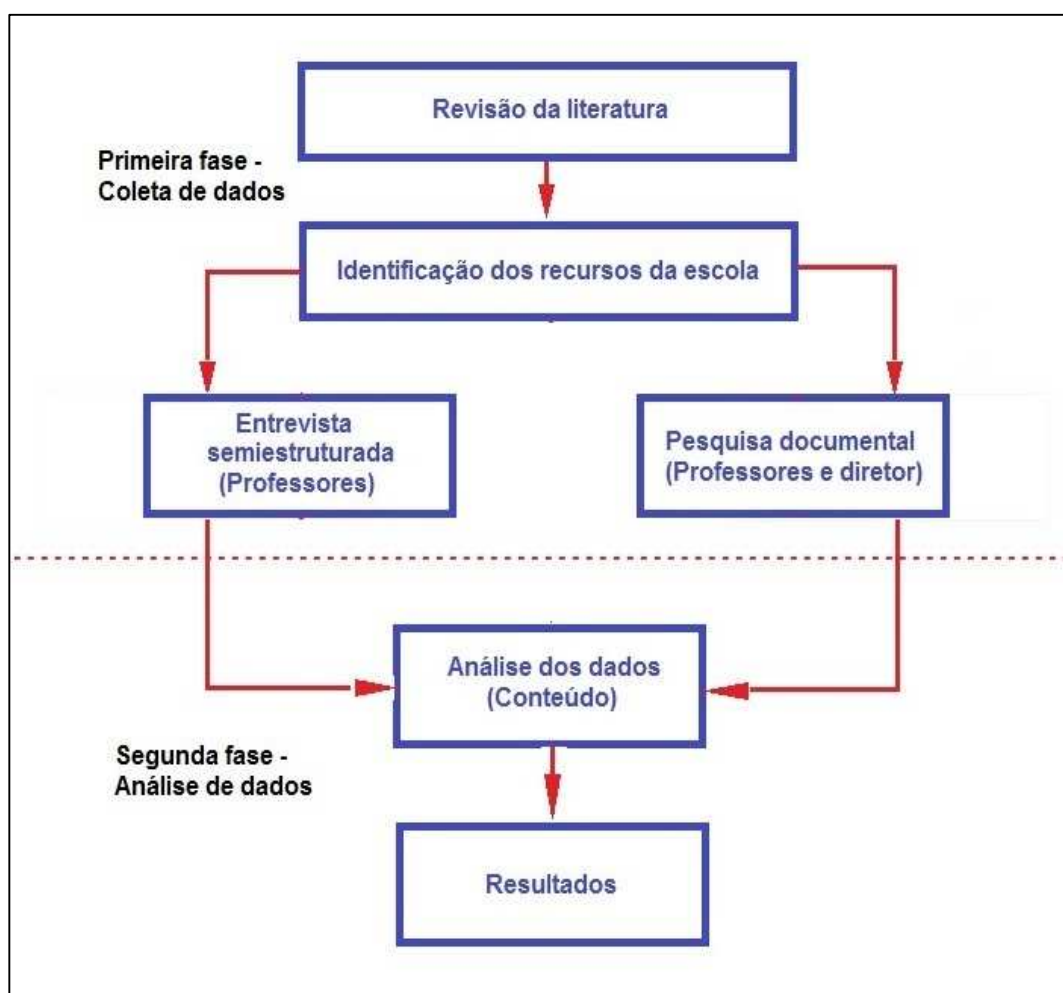 Revisão da literatura
Primeira fase -
Coleta de dados
Identificação dos recursos da escola
Entrevista
semiestruturada
(Professores)
Pesquisa documental
(Professores e diretor)
Análise dos dados
(Conteúdo)
Segunda fase -
Análise de dados
Resultados